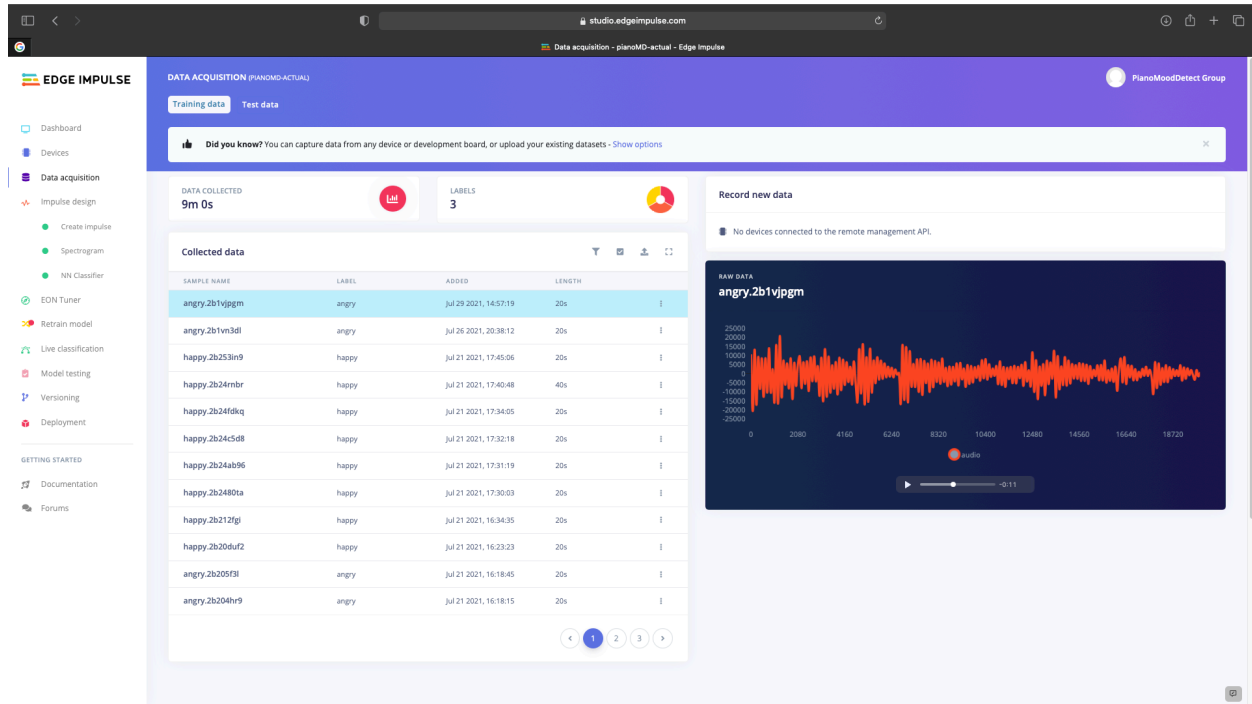 studio.edgeimpulse.com
Data acquisition - pianoMD-actual - Edge Impulse
EDGE IMPULSE
Dashboard
Devices
Data acquisition
Impulse design
Create impulse
Spectrogram
NN Classifier
EON Tuner
Retrain model
Live classification
Model testing
Versioning
Deployment
GETTING STARTED
Documentation
Forums
DATA ACQUISITION (PIANOMD-ACTUAL)
PianoMoodDetect Group
Training data Test data
Did you know? You can capture data from any device or development board, or upload your existing datasets - Show options
DATA COLLECTED
9m 0s
LABELS
3
Collected data
SAMPLE NAME LABEL ADDED LENGTH
angry.2b1vjpgm angry Jul 29 2021, 14:57:19 20s
angry.2b1vn3dl angry Jul 26 2021, 20:38:12 20s
happy.2b253in9 happy Jul 21 2021, 17:45:06 20s
happy.2b24rnbr happy Jul 21 2021, 17:40:48 40s
happy.2b24fdkq happy Jul 21 2021, 17:34:05 20s
happy.2b24c5d8 happy Jul 21 2021, 17:32:18 20s
happy.2b24ab96 happy Jul 21 2021, 17:31:19 20s
happy.2b2480ta happy Jul 21 2021, 17:30:03 20s
happy.2b212fgi happy Jul 21 2021, 16:34:35 20s
happy.2b20duf2 happy Jul 21 2021, 16:23:23 20s
angry.2b205f3l angry Jul 21 2021, 16:18:45 20s
angry.2b204hr9 angry Jul 21 2021, 16:18:15 20s
1 2 3
Record new data
No devices connected to the remote management API.
RAW DATA
angry.2b1vjpgm
25000
20000
15000
10000
5000
0
-5000
-10000
-15000
-20000
-25000
0 2080 4160 6240 8320 10400 12480 14560 16640 18720
audio
-0:11